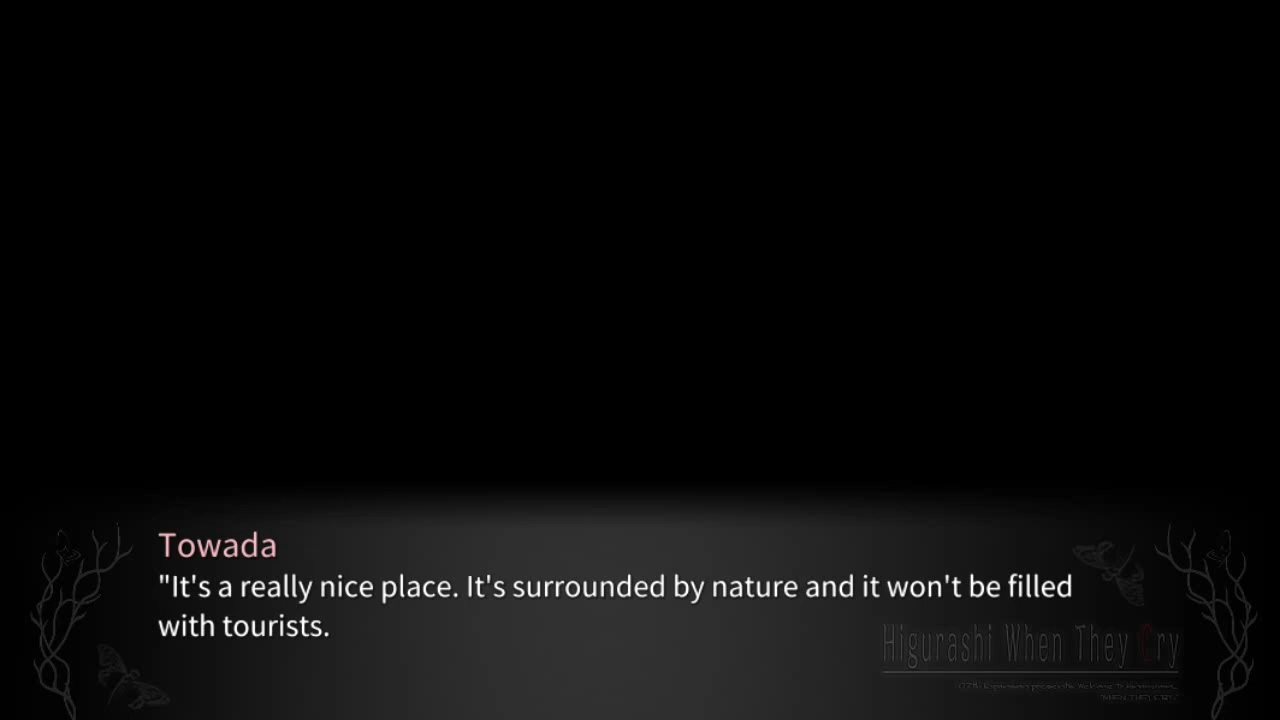 Towada
"It's a really nice place. It's surrounded by nature and it won't be filled
with tourists.
Higurashi When They Cry